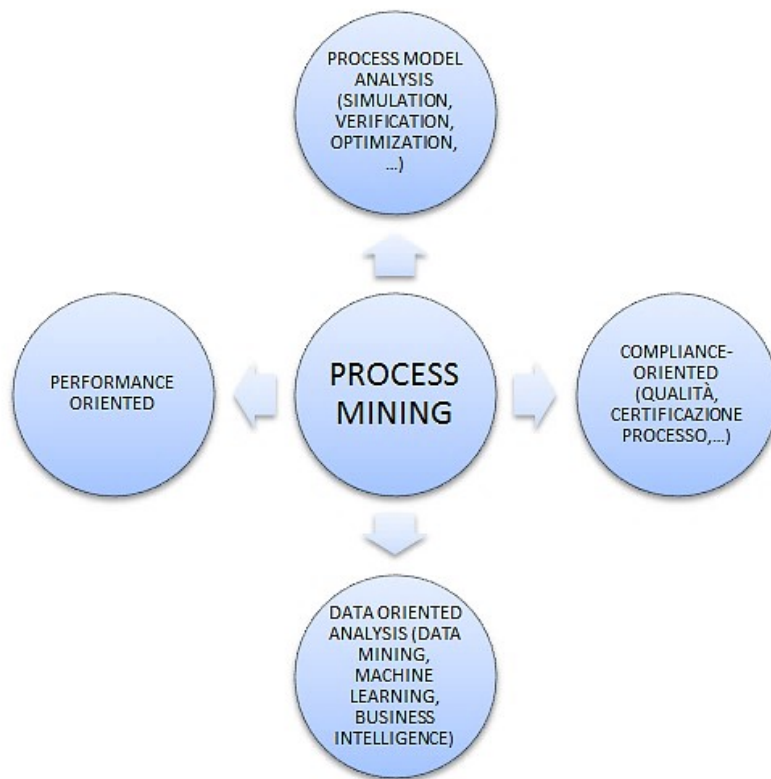 PROCESS MODEL
ANALYSIS
(SIMULATION,
VERIFICATION,
OPTIMIZATION,
...)
PERFORMANCE
ORIENTED
PROCESS
MINING
COMPLIANCE-
ORIENTED
(QUALITÀ,
CERTIFICAZIONE
PROCESSO,...)
DATA ORIENTED
ANALYSIS (DATA
MINING,
MACHINE
LEARNING,
BUSINESS
INTELLIGENCE)